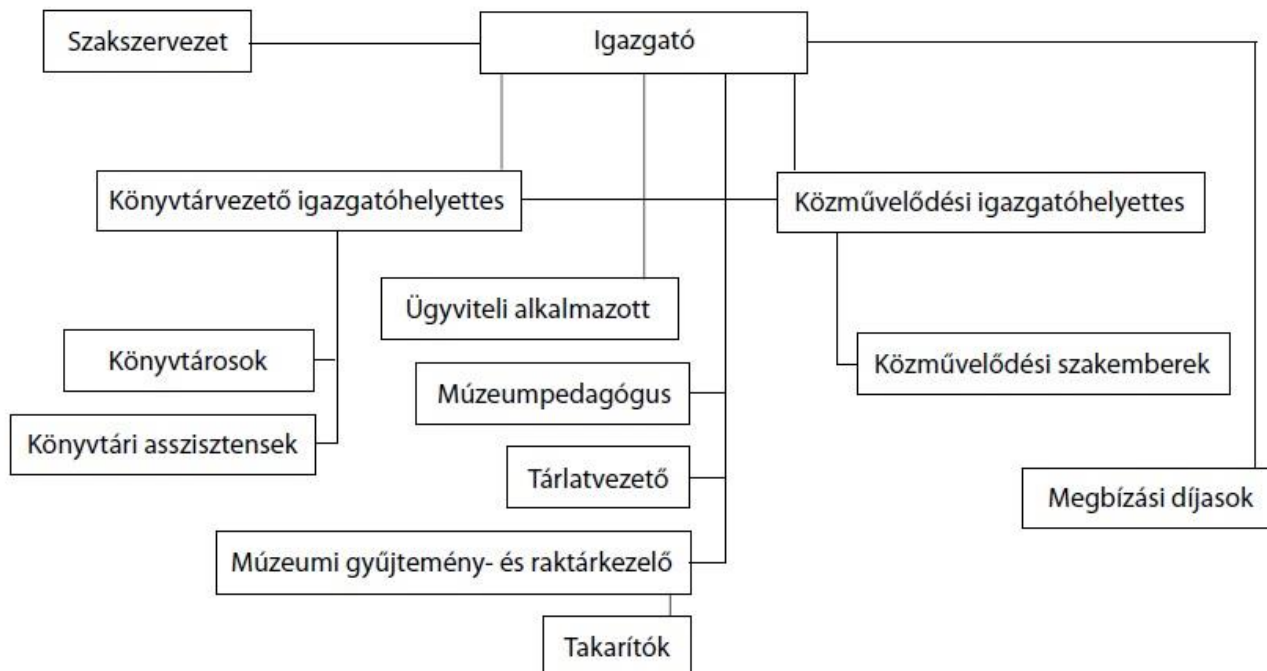 Szakszervezet
Igazgató
Könyvtárvezető igazgatóhelyettes
Közművelődési igazgatóhelyettes
Ügyviteli alkalmazott
Könyvtárosok
Közművelődési szakemberek
Múzeumpedagógus
Könyvtári asszisztensek
Tárlatvezető
Megbízási díjasok
Múzeumi gyűjtemény- és raktárkezelő
Takarítók